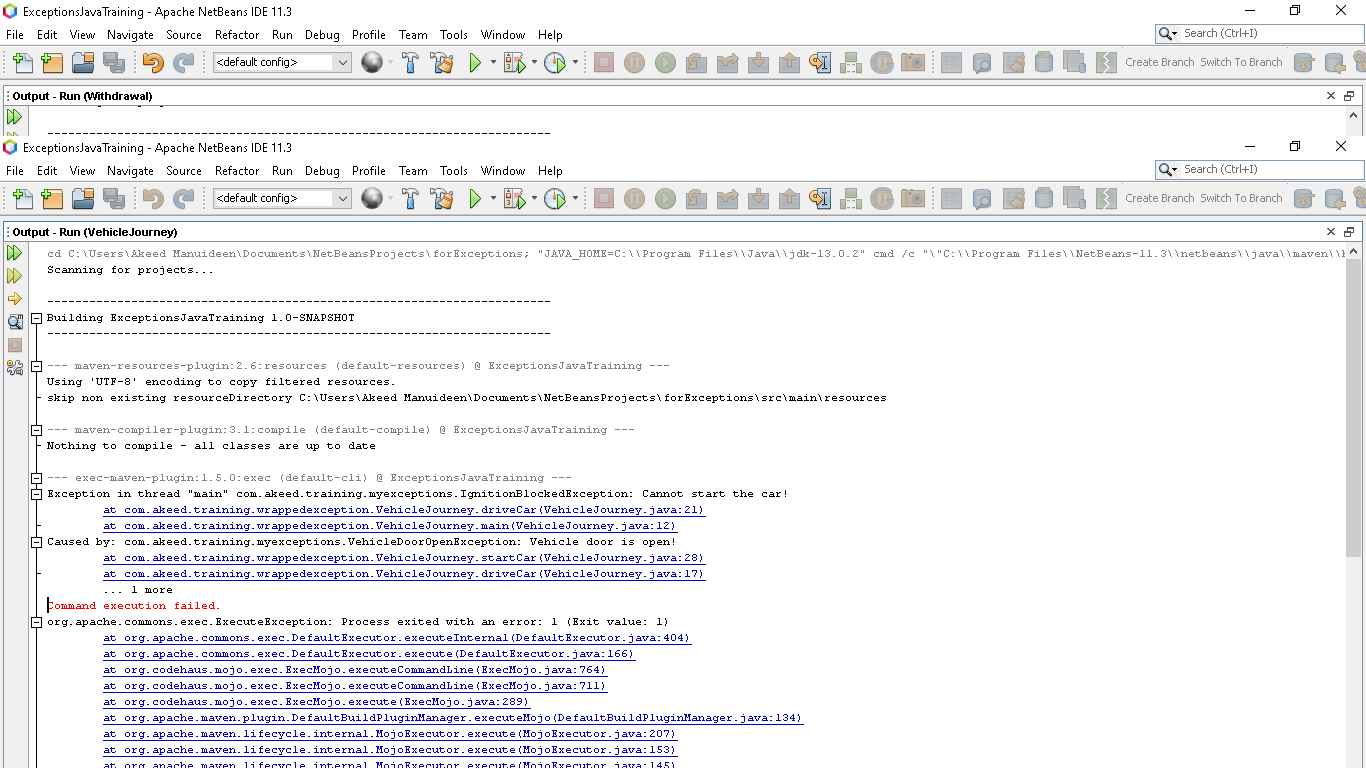 ExceptionsJavaTraining - Apache NetBeans IDE 11.3
File Edit View Navigate Source Refactor Run Debug Profile Team Tools Window Help
Search (Ctrl+I)
<default config>
Create Branch Switch To Branch
Output - Run (Withdrawal)
------------------------------------------------------------------------
ExceptionsJavaTraining - Apache NetBeans IDE 11.3
File Edit View Navigate Source Refactor Run Debug Profile Team Tools Window Help
Search (Ctrl+I)
<default config>
Create Branch Switch To Branch
Output - Run (VehicleJourney)
cd C:\Users\Akeed Manuideen\Documents\NetBeansProjects\forExceptions; "JAVA_HOME=C:\\Program Files\\Java\\jdk-13.0.2" cmd /c "\"C:\\Program Files\\NetBeans-11.3\\netbeans\\java\\maven\\
Scanning for projects...
------------------------------------------------------------------------
Building ExceptionsJavaTraining 1.0-SNAPSHOT
------------------------------------------------------------------------
--- maven-resources-plugin:2.6:resources (default-resources) @ ExceptionsJavaTraining ---
Using 'UTF-8' encoding to copy filtered resources.
skip non existing resourceDirectory C:\Users\Akeed Manuideen\Documents\NetBeansProjects\forExceptions\src\main\resources
--- maven-compiler-plugin:3.1:compile (default-compile) @ ExceptionsJavaTraining ---
Nothing to compile - all classes are up to date
--- exec-maven-plugin:1.5.0:exec (default-cli) @ ExceptionsJavaTraining ---
Exception in thread "main" com.akeed.training.myexceptions.IgnitionBlockedException: Cannot start the car!
at com.akeed.training.wrappedexception.VehicleJourney.driveCar(VehicleJourney.java:21)
at com.akeed.training.wrappedexception.VehicleJourney.main(VehicleJourney.java:12)
Caused by: com.akeed.training.myexceptions.VehicleDoorOpenException: Vehicle door is open!
at com.akeed.training.wrappedexception.VehicleJourney.startCar(VehicleJourney.java:28)
at com.akeed.training.wrappedexception.VehicleJourney.driveCar(VehicleJourney.java:17)
... 1 more
Command execution failed.
org.apache.commons.exec.ExecuteException: Process exited with an error: 1 (Exit value: 1)
at org.apache.commons.exec.DefaultExecutor.executeInternal(DefaultExecutor.java:404)
at org.apache.commons.exec.DefaultExecutor.execute(DefaultExecutor.java:166)
at org.codehaus.mojo.exec.ExecMojo.executeCommandLine(ExecMojo.java:764)
at org.codehaus.mojo.exec.ExecMojo.executeCommandLine(ExecMojo.java:711)
at org.codehaus.mojo.exec.ExecMojo.execute(ExecMojo.java:289)
at org.apache.maven.plugin.DefaultBuildPluginManager.executeMojo(DefaultBuildPluginManager.java:134)
at org.apache.maven.lifecycle.internal.MojoExecutor.execute(MojoExecutor.java:207)
at org.apache.maven.lifecycle.internal.MojoExecutor.execute(MojoExecutor.java:153)
at org.apache.maven.lifecycle.internal.MojoExecutor.execute(MojoExecutor.java:145)